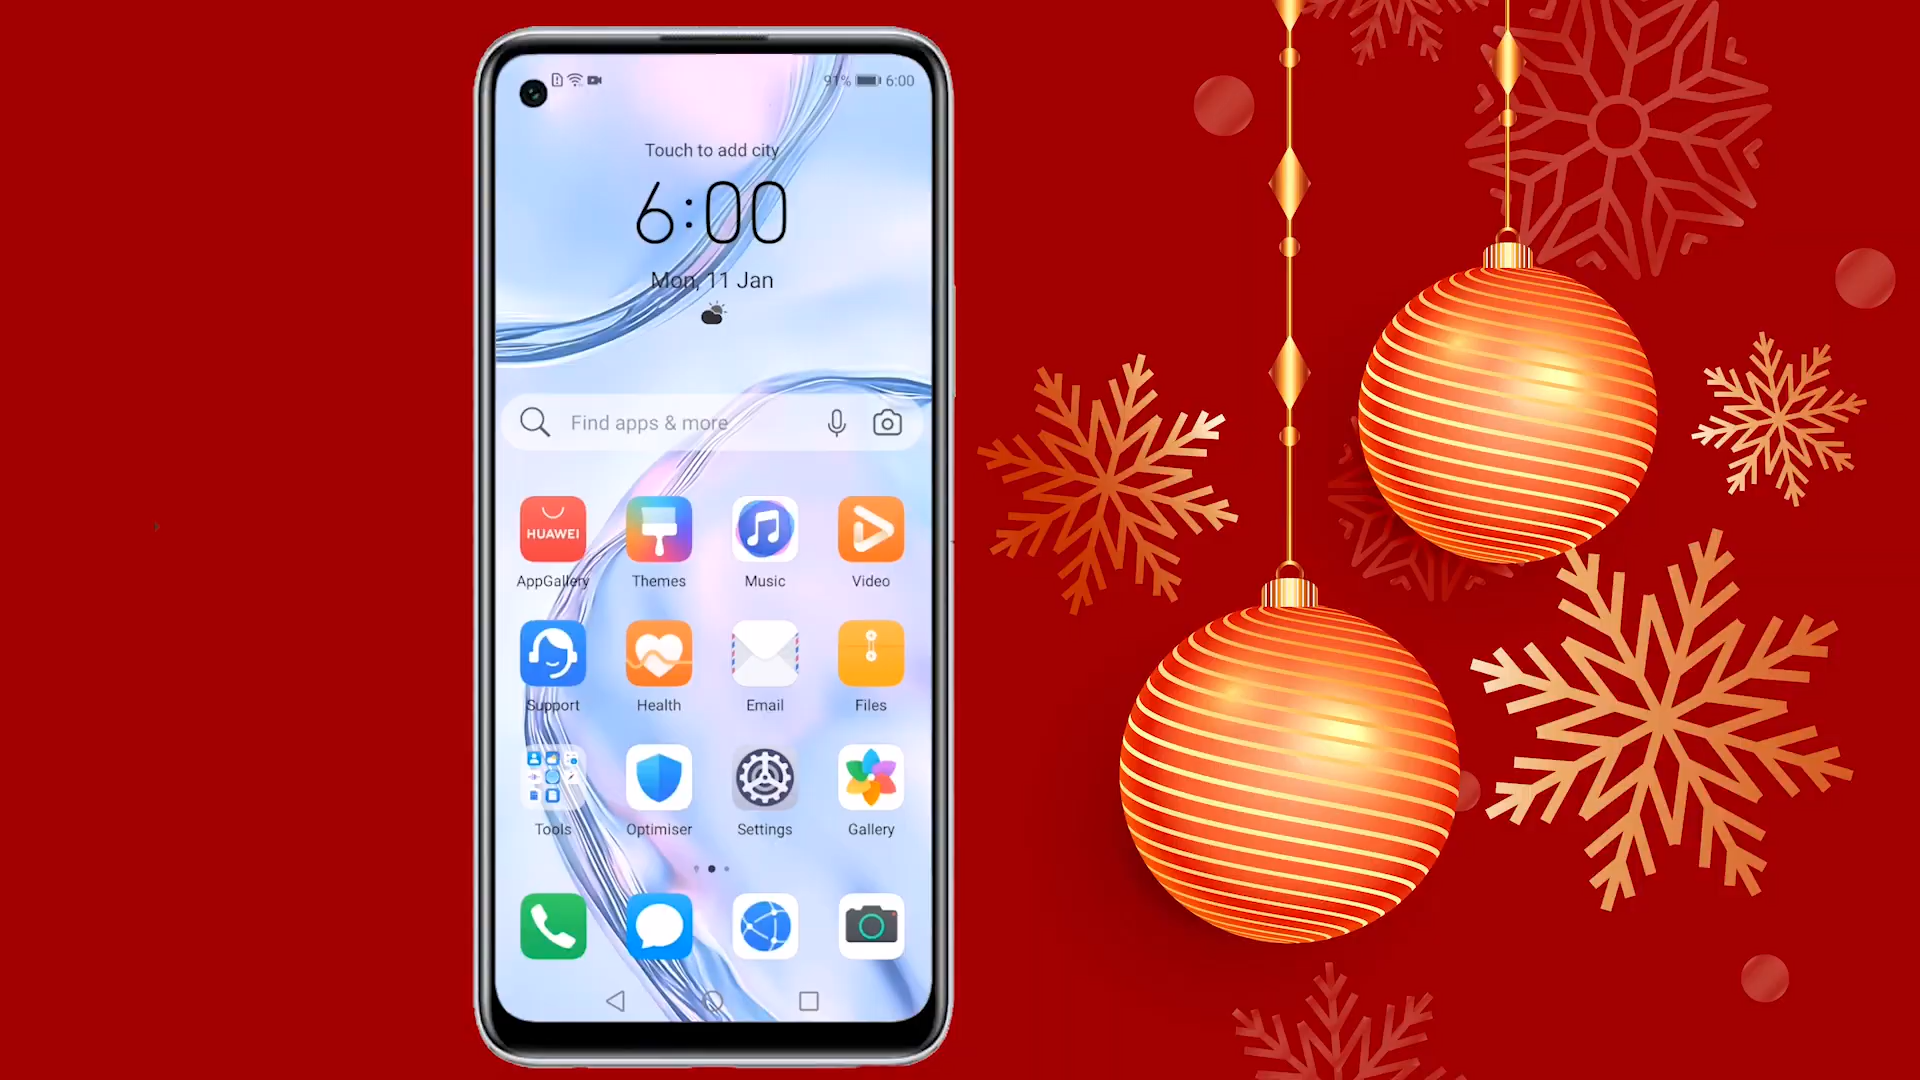 91% 6:00
Touch to add city
6:00
Mon, 11 Jan
Find apps & more
HUAWEI
AppGallery Themes Music Video
Support Health Email Files
Tools Optimiser Settings Gallery